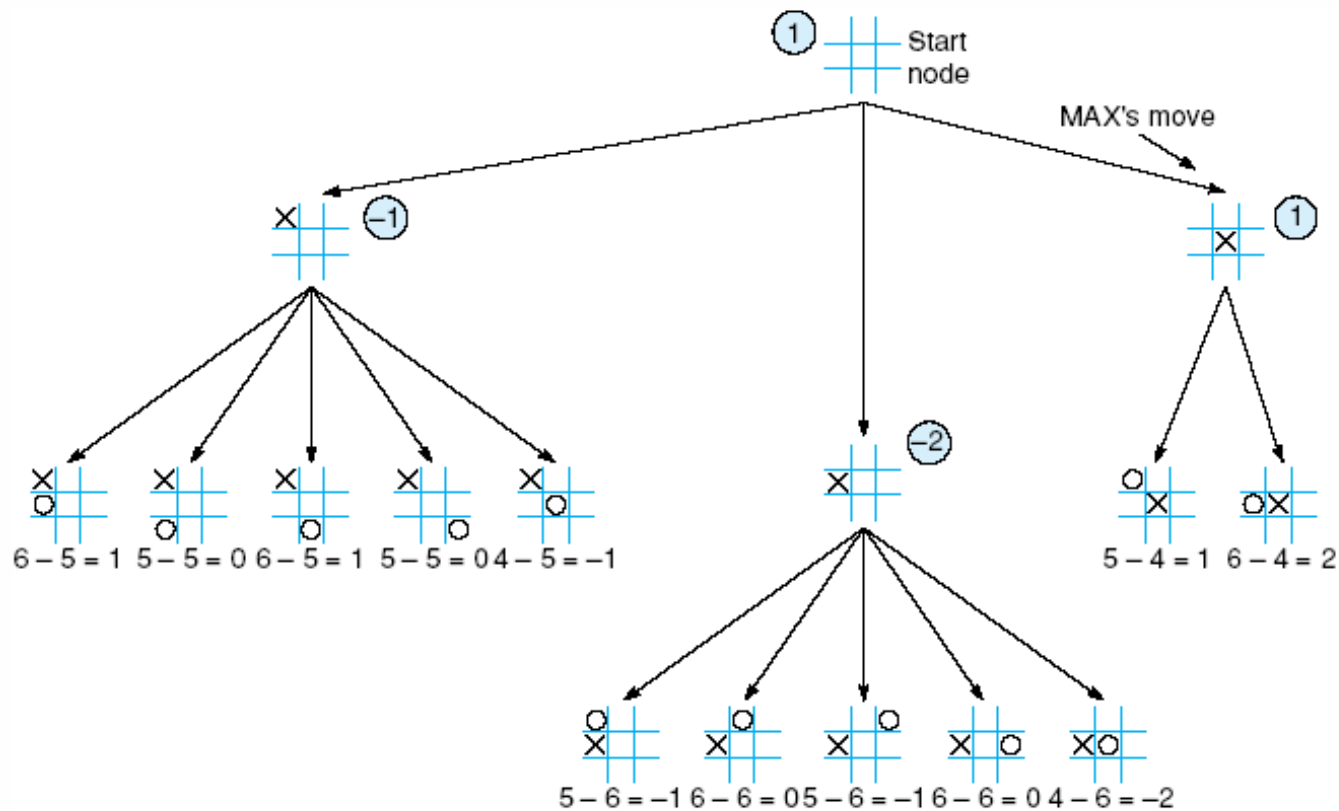 1
Start
node
MAX's move
X
−1
X
1
X
X
−2
X
X O
X
O
X
O
X
O
X
O
O
X
O X
6 – 5 = 1
5 – 5 = 0
6 – 5 = 1
5 – 5 = 0
4 – 5 = –1
5 – 4 = 1
6 – 4 = 2
O
X
O
X
O
X
X O
X O
5 – 6 = –1
6 – 6 = 0
5 – 6 = –1
6 – 6 = 0
4 – 6 = –2